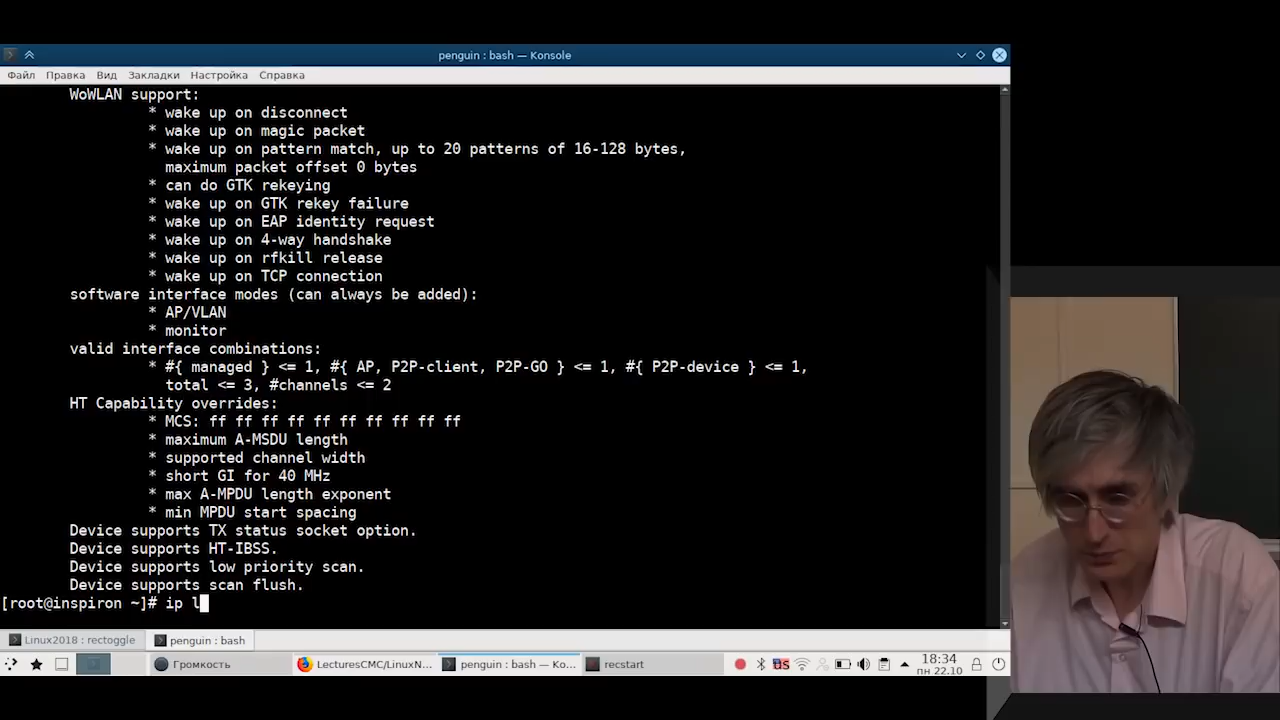 penguin : bash — Konsole
Файл Правка Вид Закладки Настройка Справка
WoWLAN support:
* wake up on disconnect
* wake up on magic packet
* wake up on pattern match, up to 20 patterns of 16-128 bytes,
maximum packet offset 0 bytes
* can do GTK rekeying
* wake up on GTK rekey failure
* wake up on EAP identity request
* wake up on 4-way handshake
* wake up on rfkill release
* wake up on TCP connection
software interface modes (can always be added):
* AP/VLAN
* monitor
valid interface combinations:
* #{ managed } <= 1, #{ AP, P2P-client, P2P-GO } <= 1, #{ P2P-device } <= 1,
total <= 3, #channels <= 2
HT Capability overrides:
* MCS: ff ff ff ff ff ff ff ff ff ff
* maximum A-MSDU length
* supported channel width
* short GI for 40 MHz
* max A-MPDU length exponent
* min MPDU start spacing
Device supports TX status socket option.
Device supports HT-IBSS.
Device supports low priority scan.
Device supports scan flush.
[root@inspiron ~]# ip l
Linux2018 : rectoggle penguin : bash
Громкость LecturesCMC/LinuxN... penguin : bash — Ko... recstart US 18:34
пн 22.10